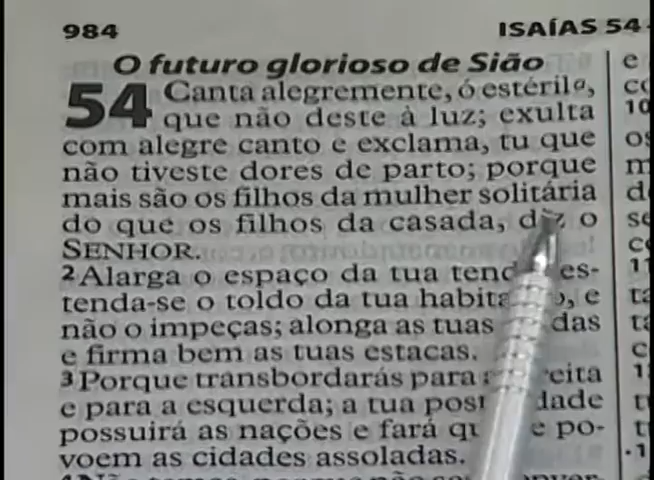 984
ISAÍAS 54
O futuro glorioso de Sião
54 Canta alegremente, ó estéril ͣ,
que não deste à luz; exulta
com alegre canto e exclama, tu que
não tiveste dores de parto; porque
mais são os filhos da mulher solitária
do que os filhos da casada, diz o
SENHOR.
2 Alarga o espaço da tua es-
tenda-se o toldo da tua e
não o impeças; alonga as tuas
e firma bem as tuas estacas.
3 Porque transbordarás para
e para a esquerda; a tua
possuirá as nações e fará po-
voem as cidades assoladas.